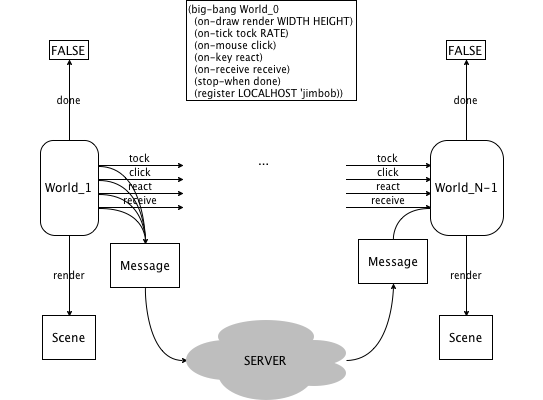 (big-bang World_0
(on-draw render WIDTH HEIGHT)
(on-tick tock RATE)
(on-mouse click)
(on-key react)
(on-receive receive)
(stop-when done)
(register LOCALHOST 'jimbob))
FALSE
FALSE
done
done
World_1
tock
click
react
receive
...
tock
click
react
receive
World_N-1
Message
Message
render
render
Scene
SERVER
Scene